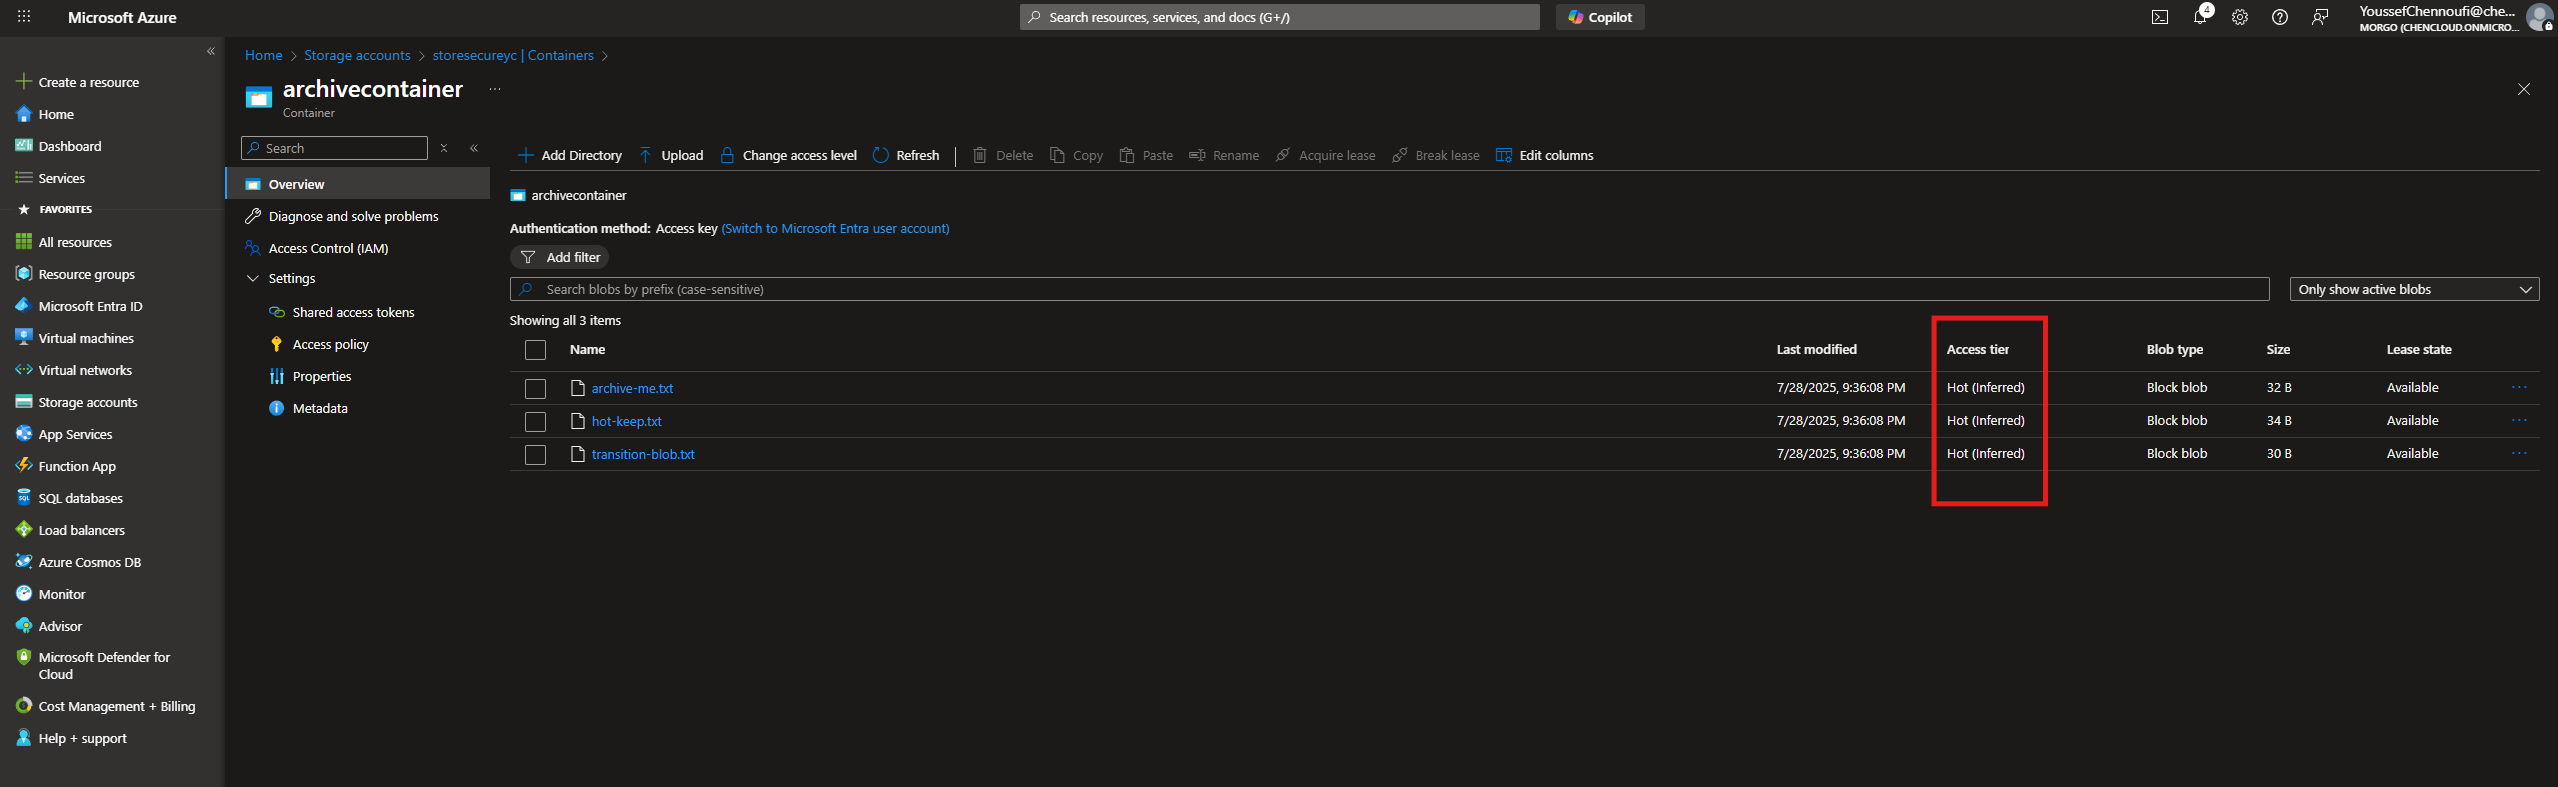 Microsoft Azure
Search resources, services, and docs (G+/)
Copilot
4
YoussefChennoufi@che...
MORGO (CHENCLOUD.ONMICRO...
Create a resource
Home
Dashboard
Services
FAVORITES
All resources
Resource groups
Microsoft Entra ID
Virtual machines
Virtual networks
Storage accounts
App Services
Function App
SQL databases
Load balancers
Azure Cosmos DB
Monitor
Advisor
Microsoft Defender for
Cloud
Cost Management + Billing
Help + support
Home > Storage accounts > storesecureyc | Containers >
archivecontainer ...
Container
Search
Overview
Diagnose and solve problems
Access Control (IAM)
Settings
Shared access tokens
Access policy
Properties
Metadata
Add Directory Upload Change access level Refresh Delete Copy Paste Rename Acquire lease Break lease Edit columns
archivecontainer
Authentication method: Access key (Switch to Microsoft Entra user account)
Add filter
Search blobs by prefix (case-sensitive)
Only show active blobs
Showing all 3 items
Name Last modified Access tier Blob type Size Lease state
archive-me.txt 7/28/2025, 9:36:08 PM Hot (Inferred) Block blob 32 B Available ...
hot-keep.txt 7/28/2025, 9:36:08 PM Hot (Inferred) Block blob 34 B Available ...
transition-blob.txt 7/28/2025, 9:36:08 PM Hot (Inferred) Block blob 30 B Available ...